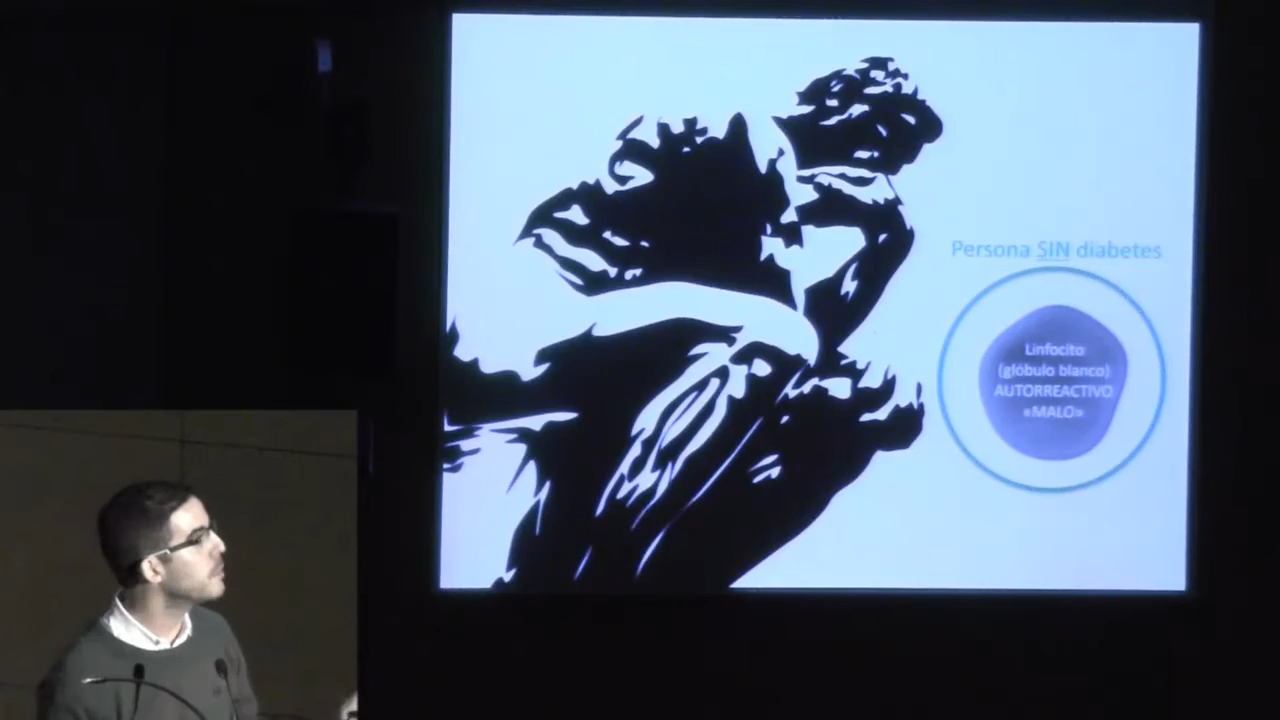 Persona SIN diabetes
Linfocito
(glóbulo blanco)
AUTORREACTIVO
«MALO»